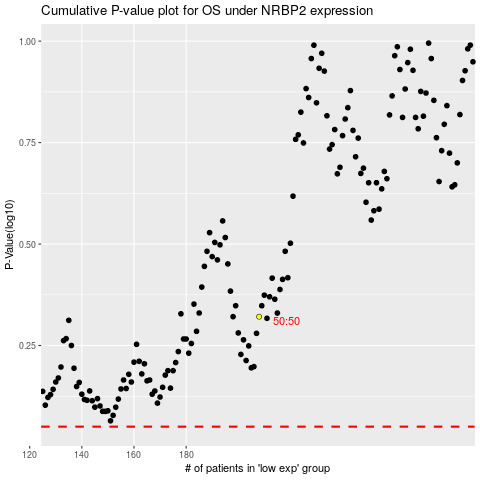 Cumulative P-value plot for OS under NRBP2 expression
1.00
0.75
0.50
0.25
P-Value(log10)
50:50
120 140 160 180
# of patients in 'low exp' group